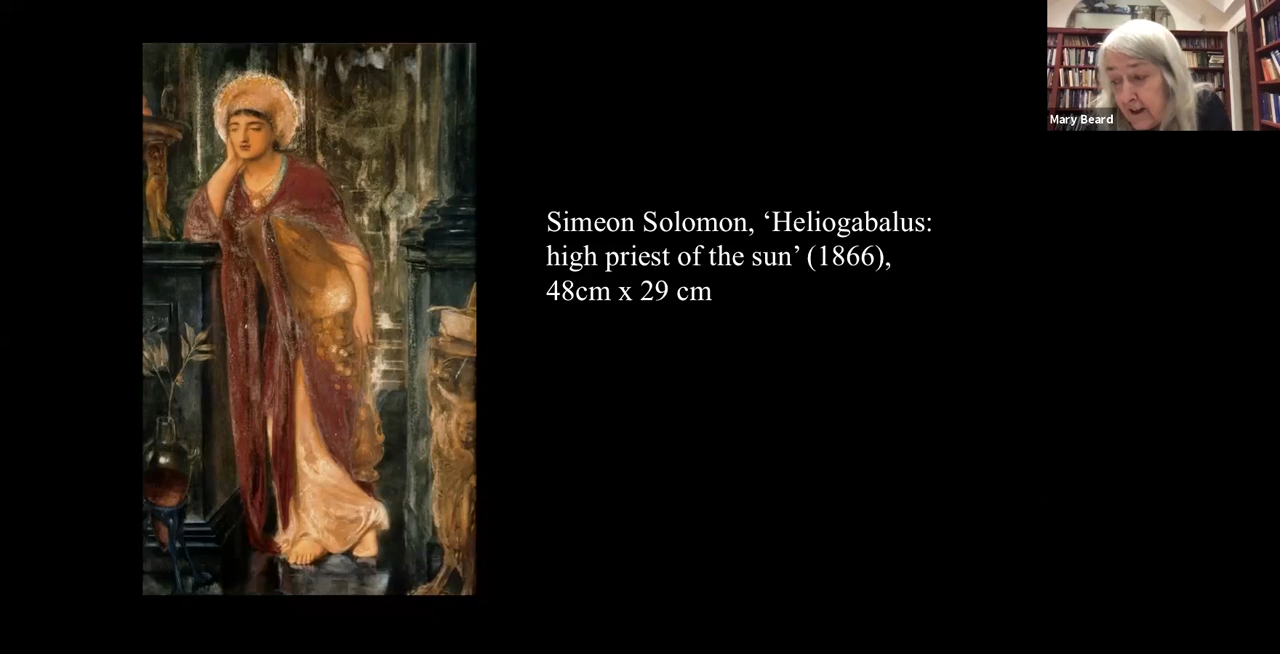 Mary Beard
Simeon Solomon, ‘Heliogabalus:
high priest of the sun’ (1866),
48cm x 29 cm